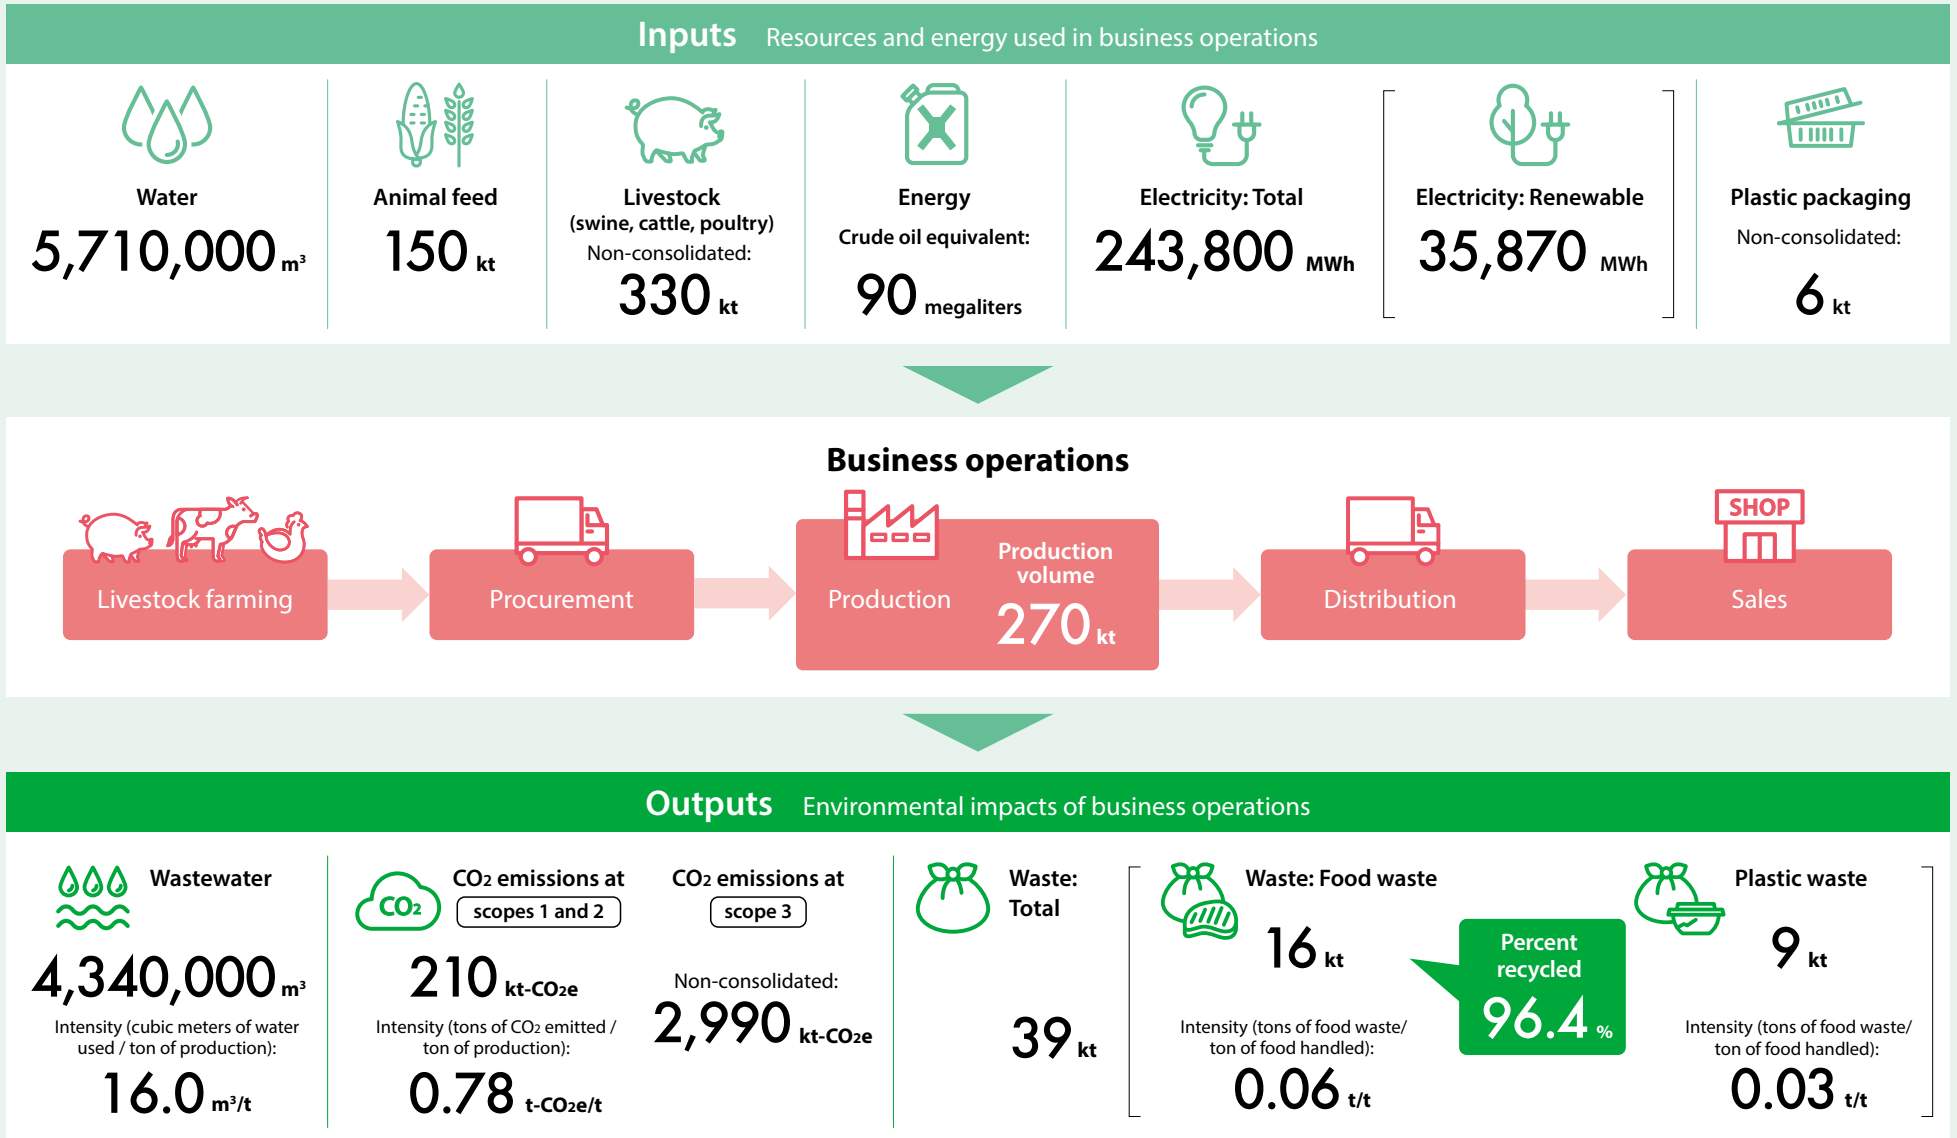 Inputs Resources and energy used in business operations
Water
5,710,000 m³
Animal feed
150 kt
Livestock
(swine, cattle, poultry)
Non-consolidated:
330 kt
Energy
Crude oil equivalent:
90 megaliters
Electricity: Total
243,800 MWh
Electricity: Renewable
35,870 MWh
Plastic packaging
Non-consolidated:
6 kt
Business operations
Livestock farming
Procurement
Production
Production
volume
270 kt
Distribution
SHOP
Sales
Outputs Environmental impacts of business operations
Wastewater
4,340,000 m³
Intensity (cubic meters of water
used / ton of production):
16.0 m³/t
CO2
CO2 emissions at
scopes 1 and 2
210 kt-CO2e
Intensity (tons of CO2 emitted /
ton of production):
0.78 t-CO2e/t
CO2 emissions at
scope 3
Non-consolidated:
2,990 kt-CO2e
Waste:
Total
39 kt
Waste: Food waste
16 kt
Intensity (tons of food waste/
ton of food handled):
0.06 t/t
Percent
recycled
96.4 %
Plastic waste
9 kt
Intensity (tons of food waste/
ton of food handled):
0.03 t/t